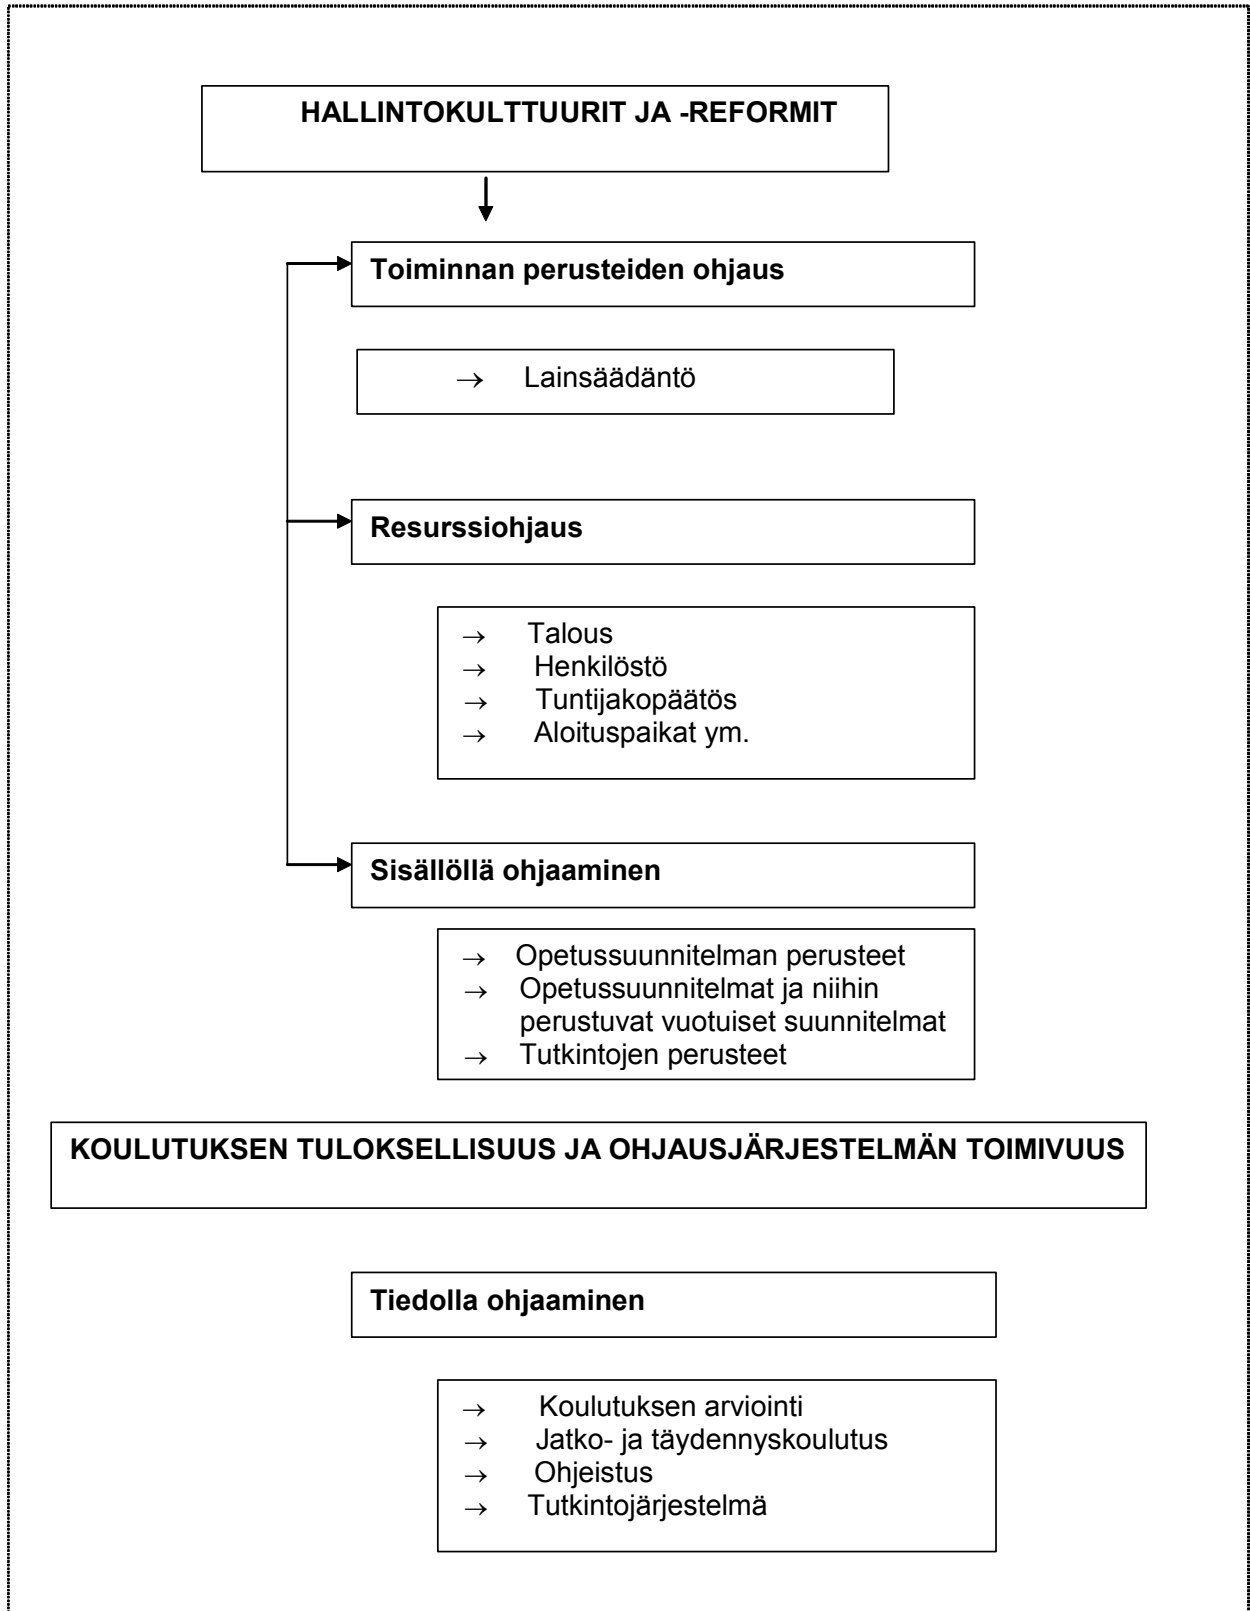 HALLINTOKULTTUURIT JA -REFORMIT
Toiminnan perusteiden ohjaus
→ Lainsäädäntö
Resurssiohjaus
→ Talous
→ Henkilöstö
→ Tuntijakopäätös
→ Aloituspaikat ym.
Sisällöllä ohjaaminen
→ Opetussuunnitelman perusteet
→ Opetussuunnitelmat ja niihin
perustuvat vuotuiset suunnitelmat
→ Tutkintojen perusteet
KOULUTUKSEN TULOKSELLISUUS JA OHJAUSJÄRJESTELMÄN TOIMIVUUS
Tiedolla ohjaaminen
→ Koulutuksen arviointi
→ Jatko- ja täydennyskoulutus
→ Ohjeistus
→ Tutkintojärjestelmä